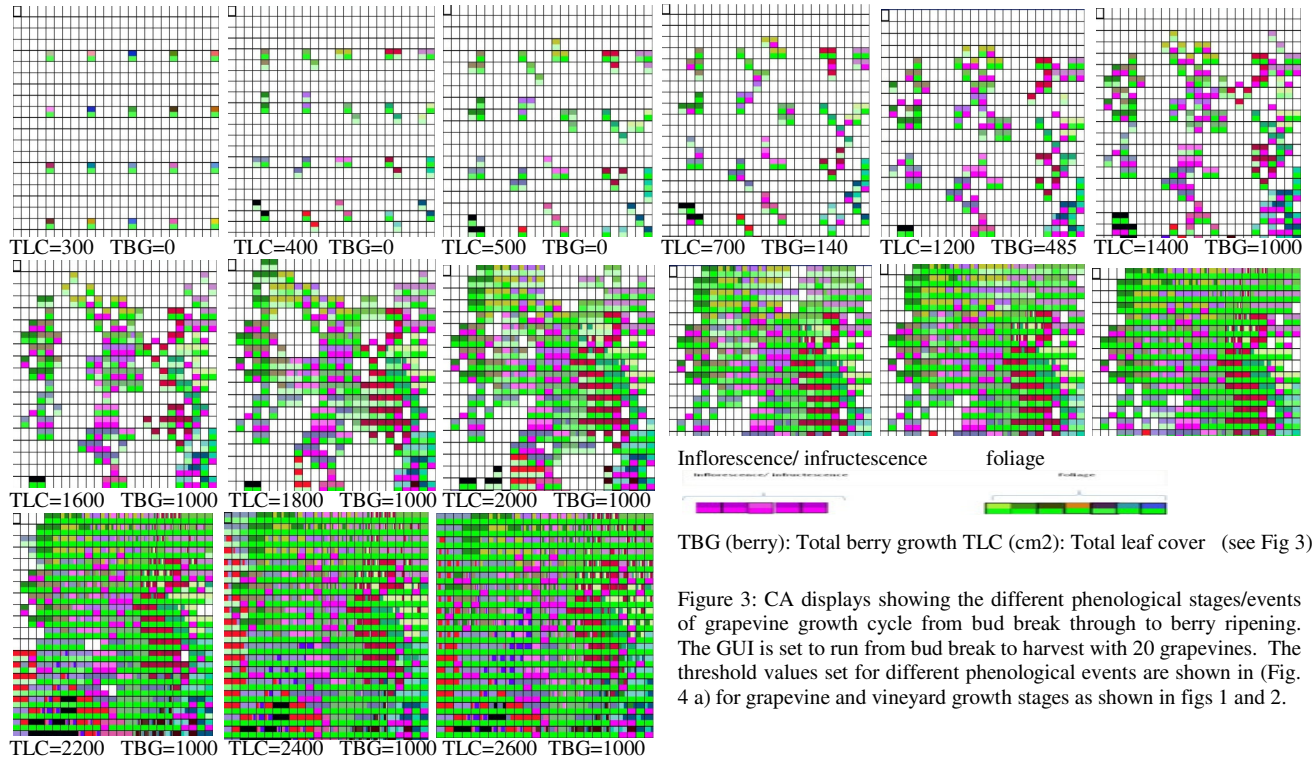 TLC=300 TBG=0
TLC=400 TBG=0
TLC=500 TBG=0
TLC=700 TBG=140
TLC=1200 TBG=485
TLC=1400 TBG=1000
TLC=1600 TBG=1000
TLC=1800 TBG=1000
TLC=2000 TBG=1000
Inflorescence/ infructescence foliage
Inflorescence/ infructescence Foliage
TBG (berry): Total berry growth TLC (cm2): Total leaf cover (see Fig 3)
Figure 3: CA displays showing the different phenological stages/events
of grapevine growth cycle from bud break through to berry ripening.
The GUI is set to run from bud break to harvest with 20 grapevines. The
threshold values set for different phenological events are shown in (Fig.
4 a) for grapevine and vineyard growth stages as shown in figs 1 and 2.
TLC=2200 TBG=1000
TLC=2400 TBG=1000
TLC=2600 TBG=1000